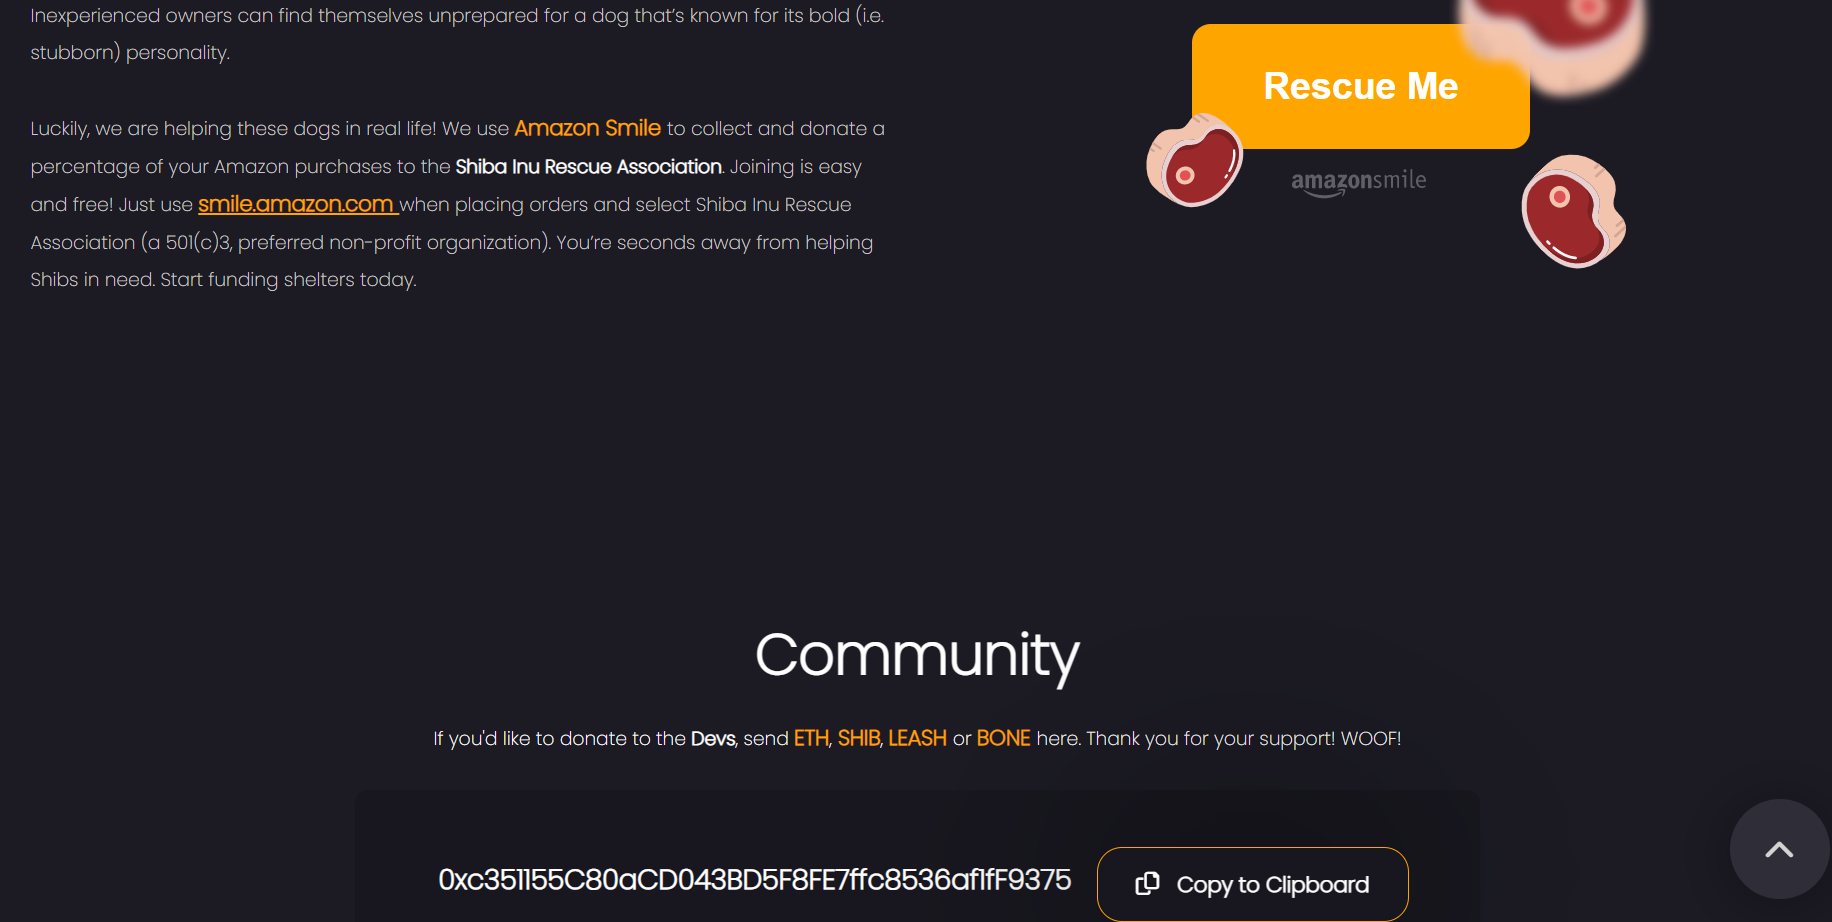 Inexperienced owners can find themselves unprepared for a dog that’s known for its bold (i.e.
stubborn) personality.
Luckily, we are helping these dogs in real life! We use Amazon Smile to collect and donate a
percentage of your Amazon purchases to the Shiba Inu Rescue Association. Joining is easy
and free! Just use smile.amazon.com when placing orders and select Shiba Inu Rescue
Association (a 501(c)3, preferred non-profit organization). You’re seconds away from helping
Shibs in need. Start funding shelters today.
Rescue Me
amazonsmile
Community
If you'd like to donate to the Devs, send ETH, SHIB, LEASH or BONE here. Thank you for your support! WOOF!
0xc351155C80aCD043BD5F8FE7ffc8536af1fF9375
Copy to Clipboard